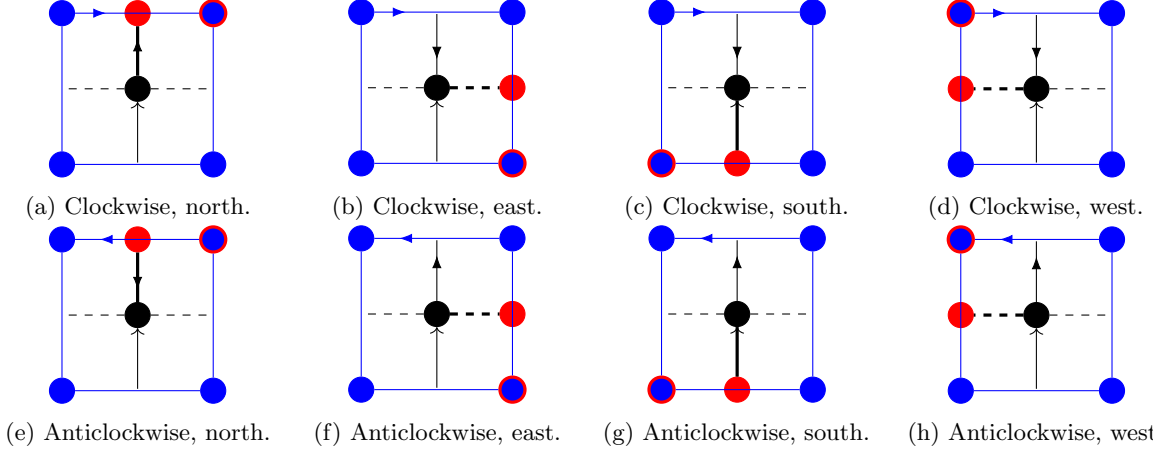 (a) Clockwise, north.
(b) Clockwise, east.
(c) Clockwise, south.
(d) Clockwise, west.
(e) Anticlockwise, north.
(f) Anticlockwise, east.
(g) Anticlockwise, south.
(h) Anticlockwise, west